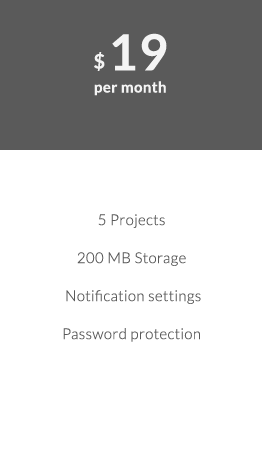 $ 19
per month
5 Projects
200 MB Storage
Notification settings
Password protection